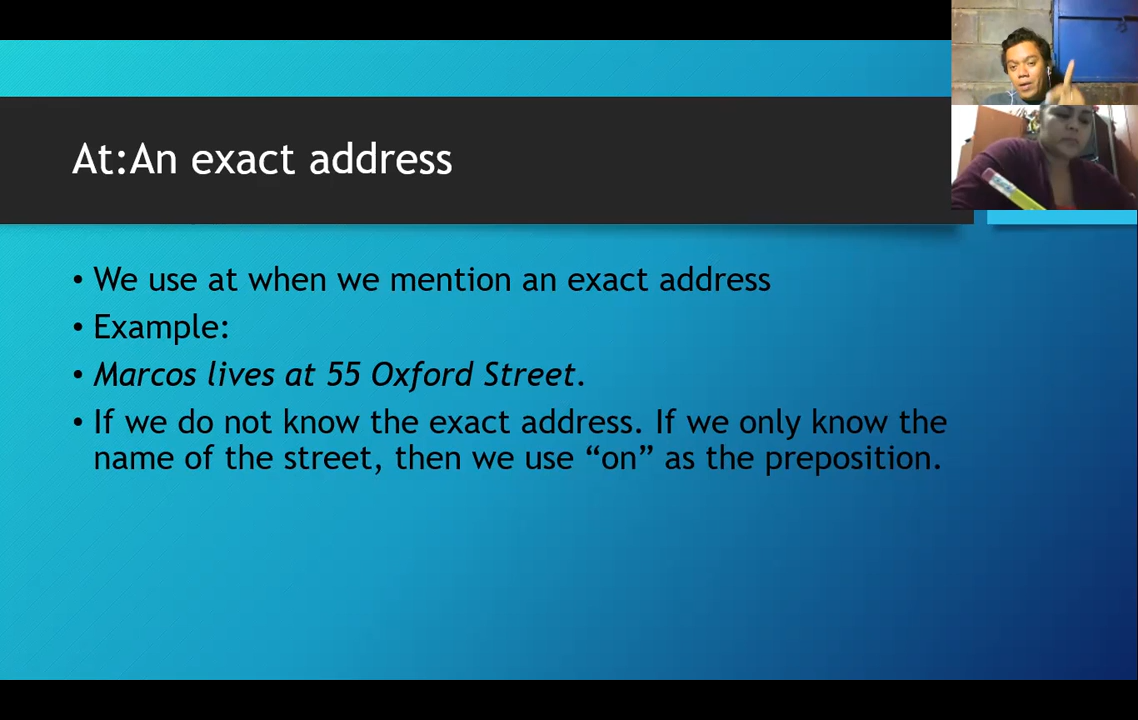 At:An exact address
• We use at when we mention an exact address
• Example:
• Marcos lives at 55 Oxford Street.
• If we do not know the exact address. If we only know the
name of the street, then we use “on” as the preposition.